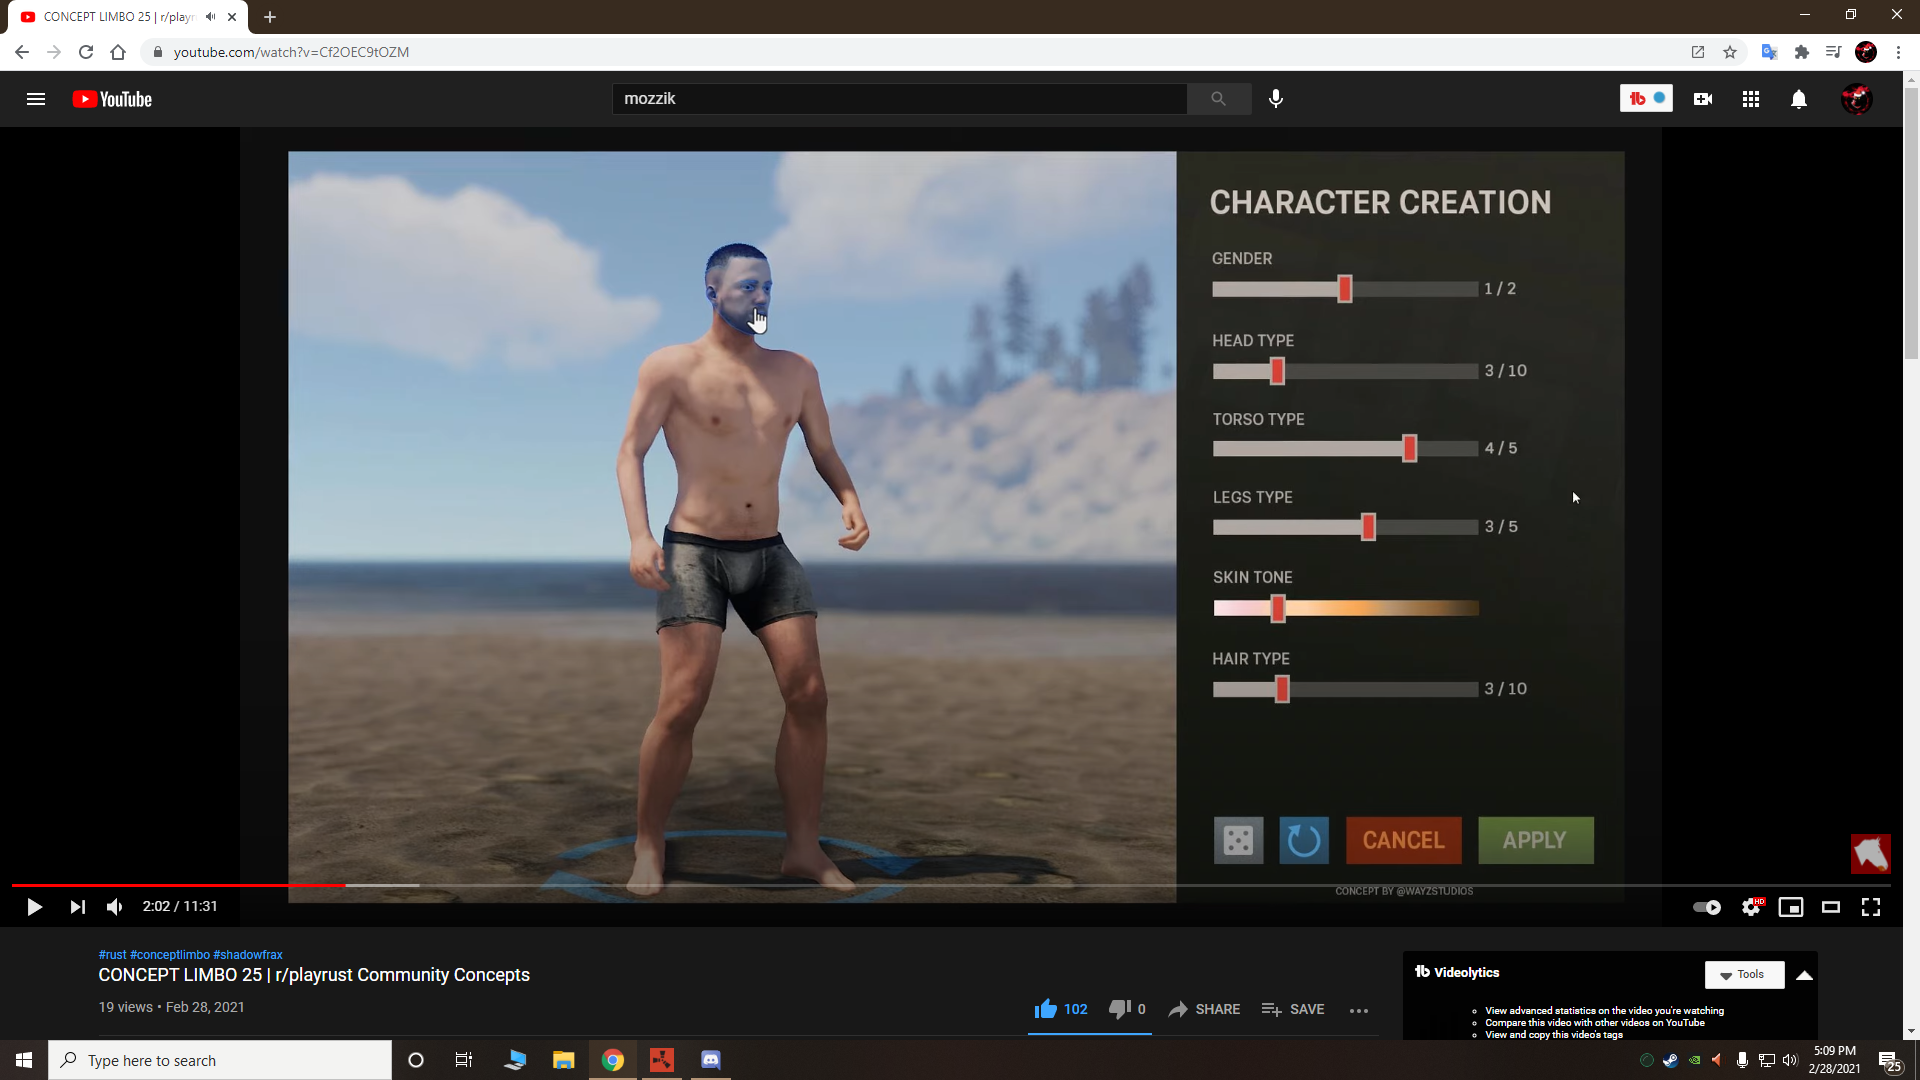 CONCEPT LIMBO 25 | r/playr
youtube.com/watch?v=Cf2OEC9tOZM
YouTube
mozzik
CHARACTER CREATION
GENDER
1 / 2
HEAD TYPE
3 / 10
TORSO TYPE
4 / 5
LEGS TYPE
3 / 5
SKIN TONE
HAIR TYPE
3 / 10
CANCEL
APPLY
CONCEPT BY @WAYZSTUDIOS
2:02 / 11:31
HD
#rust #conceptlimbo #shadowfrax
CONCEPT LIMBO 25 | r/playrust Community Concepts
19 views • Feb 28, 2021
102
0
SHARE
SAVE
Videolytics
Tools
View advanced statistics on the video you're watching
Compare this video with other videos on YouTube
View and copy this video's tags
Type here to search
5:09 PM
2/28/2021
25